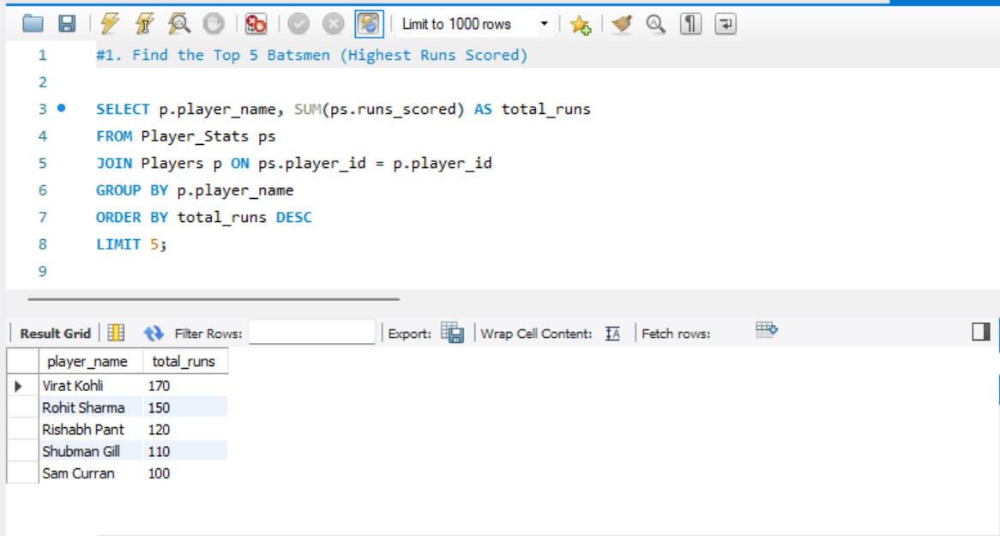 Limit to 1000 rows
1 #1. Find the Top 5 Batsmen (Highest Runs Scored)
2
3 SELECT p.player_name, SUM(ps.runs_scored) AS total_runs
4 FROM Player_Stats ps
5 JOIN Players p ON ps.player_id = p.player_id
6 GROUP BY p.player_name
7 ORDER BY total_runs DESC
8 LIMIT 5;
9
Result Grid Filter Rows: Export: Wrap Cell Content: Fetch rows:
player_name total_runs
Virat Kohli 170
Rohit Sharma 150
Rishabh Pant 120
Shubman Gill 110
Sam Curran 100